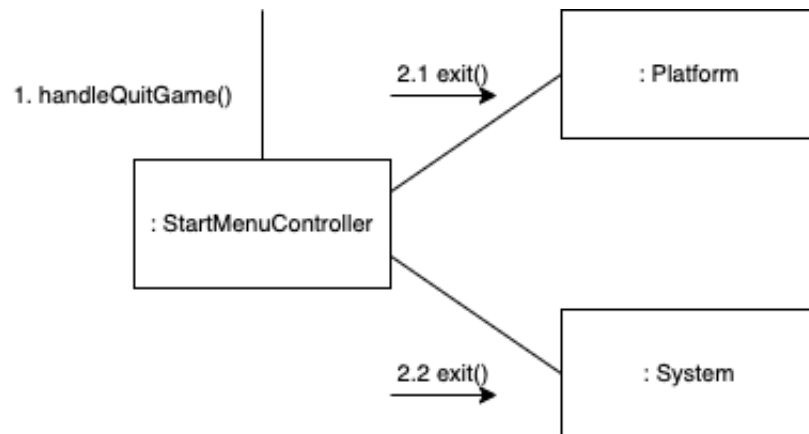 2.1 exit()
: Platform
1. handleQuitGame()
: StartMenuController
2.2 exit()
: System